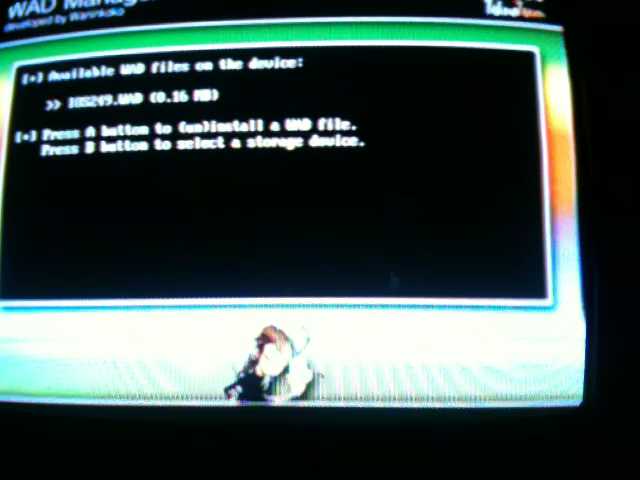 WAD Manag
developed by Waninkoko
[+] Available WAD files on the device:
>> IOS249.WAD (0.16 MB)
[+] Press A button to (un)install a WAD file.
Press B button to select a storage device.